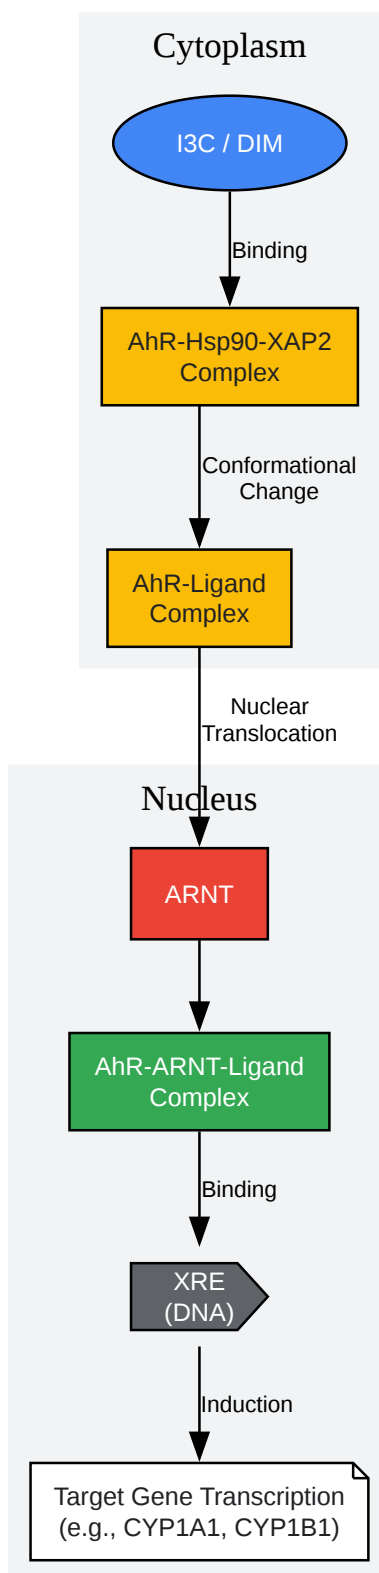 Cytoplasm
I3C / DIM
Binding
AhR-Hsp90-XAP2
Complex
Conformational
Change
AhR-Ligand
Complex
Nuclear
Translocation
Nucleus
ARNT
AhR-ARNT-Ligand
Complex
Binding
XRE
(DNA)
Induction
Target Gene Transcription
(e.g., CYP1A1, CYP1B1)